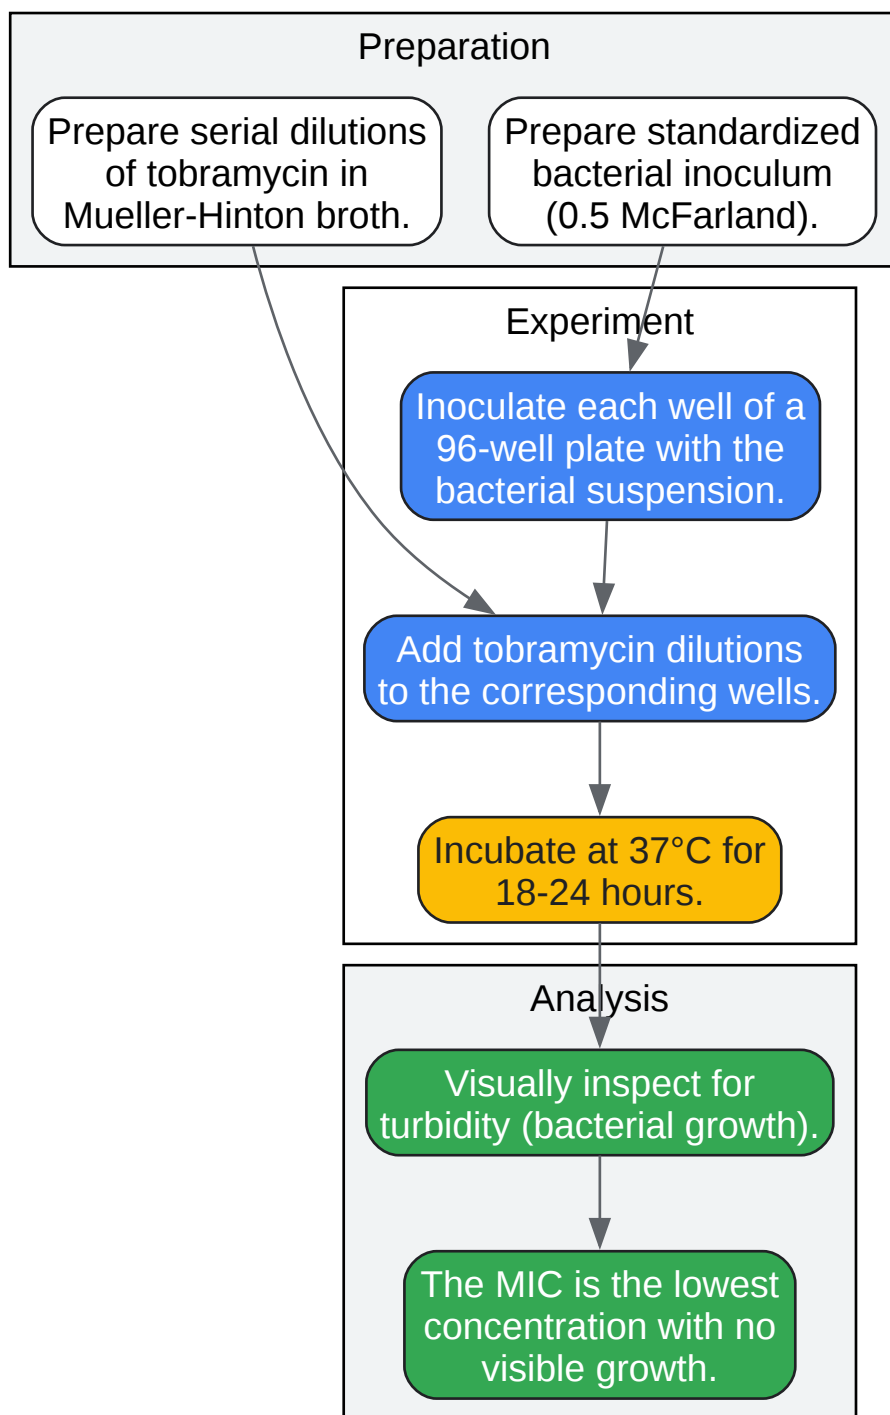 Preparation
Prepare serial dilutions
of tobramycin in
Mueller-Hinton broth.
Prepare standardized
bacterial inoculum
(0.5 McFarland).
Experiment
Inoculate each well of a
96-well plate with the
bacterial suspension.
Add tobramycin dilutions
to the corresponding wells.
Incubate at 37°C for
18-24 hours.
Analysis
Visually inspect for
turbidity (bacterial growth).
The MIC is the lowest
concentration with no
visible growth.